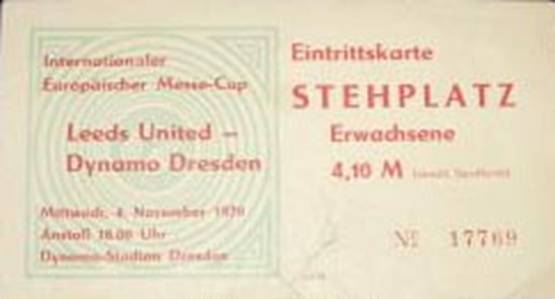 Internationaler
Europäischer Messe-Cup
Leeds United –
Dynamo Dresden
Mittwoch, 4. November 1970
Anstoß 18.00 Uhr
Dynamo-Stadion Dresden
Eintrittskarte
STEHPLATZ
Erwachsene
4,10 M
№ 17769